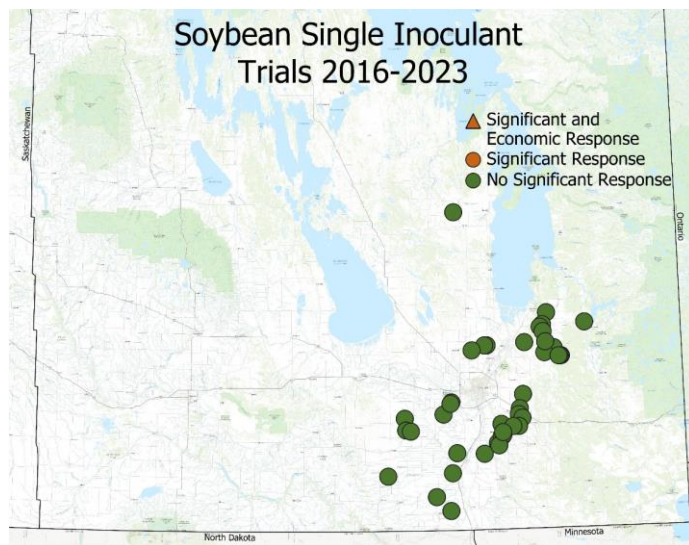 Soybean Single Inoculant
Trials 2016-2023
Saskatchewan
Significant and
Economic Response
Significant Response
No Significant Response
Ontario
North Dakota
Minnesota